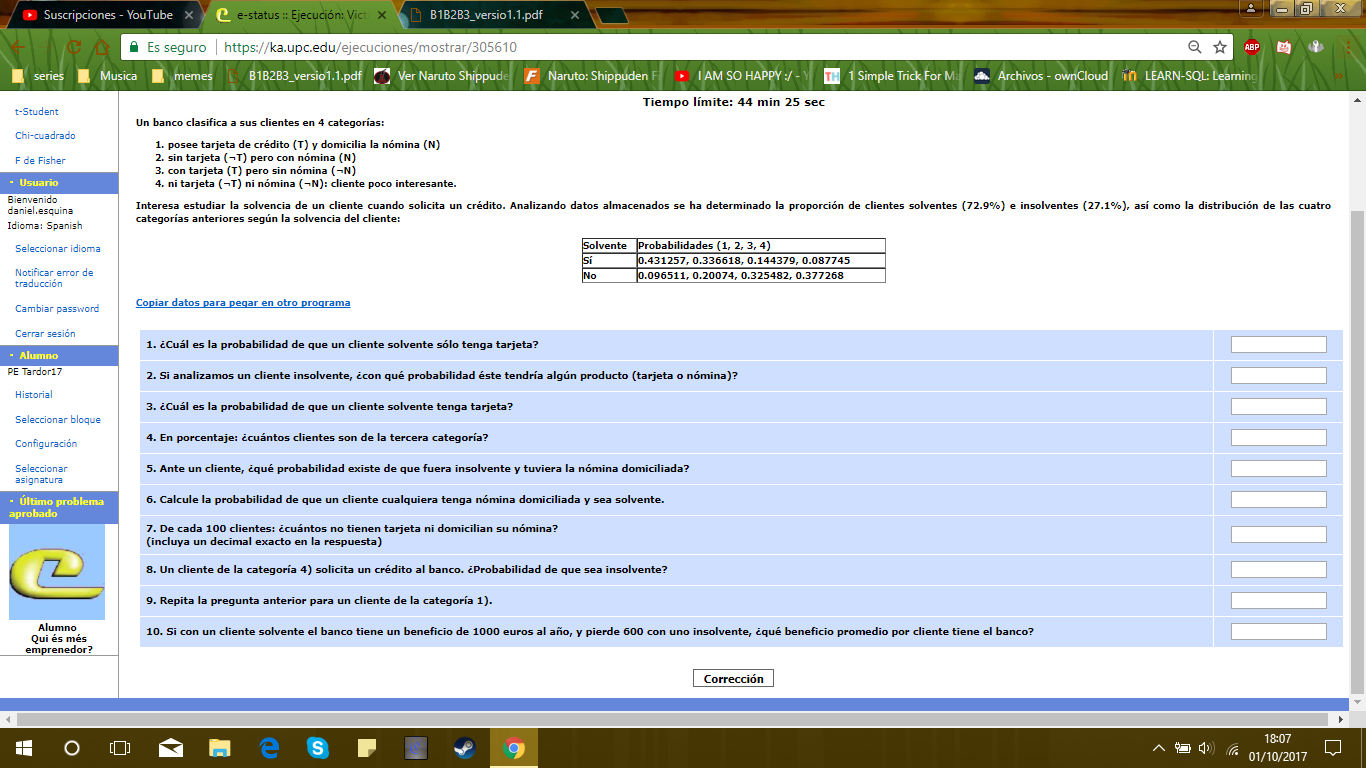 Suscripciones - YouTube
e-status :: Ejecución: Vict
B1B2B3_versio1.1.pdf
Es seguro
https://ka.upc.edu/ejecuciones/mostrar/305610
ABP
series
Musica
memes
B1B2B3_versio1.1.pdf
Ver Naruto Shippude
Naruto: Shippuden F
I AM SO HAPPY :/ - Y
TH
1 Simple Trick For Ma
Archivos - ownCloud
LEARN-SQL: Learning
t-Student
Chi-cuadrado
F de Fisher
- Usuario
Bienvenido
daniel.esquina
Idioma: Spanish
Seleccionar idioma
Notificar error de
traducción
Cambiar password
Cerrar sesión
- Alumno
PE Tardor17
Historial
Seleccionar bloque
Configuración
Seleccionar
asignatura
- Último problema
aprobado
Alumno
Qui és més
emprenedor?
Tiempo límite: 44 min 25 sec
Un banco clasifica a sus clientes en 4 categorías:
1. posee tarjeta de crédito (T) y domicilia la nómina (N)
2. sin tarjeta (¬T) pero con nómina (N)
3. con tarjeta (T) pero sin nómina (¬N)
4. ni tarjeta (¬T) ni nómina (¬N): cliente poco interesante.
Interesa estudiar la solvencia de un cliente cuando solicita un crédito. Analizando datos almacenados se ha determinado la proporción de clientes solventes (72.9%) e insolventes (27.1%), así como la distribución de las cuatro
categorías anteriores según la solvencia del cliente:
Solvente Probabilidades (1, 2, 3, 4)
Sí 0.431257, 0.336618, 0.144379, 0.087745
No 0.096511, 0.20074, 0.325482, 0.377268
Copiar datos para pegar en otro programa
1. ¿Cuál es la probabilidad de que un cliente solvente sólo tenga tarjeta?
2. Si analizamos un cliente insolvente, ¿con qué probabilidad éste tendría algún producto (tarjeta o nómina)?
3. ¿Cuál es la probabilidad de que un cliente solvente tenga tarjeta?
4. En porcentaje: ¿cuántos clientes son de la tercera categoría?
5. Ante un cliente, ¿qué probabilidad existe de que fuera insolvente y tuviera la nómina domiciliada?
6. Calcule la probabilidad de que un cliente cualquiera tenga nómina domiciliada y sea solvente.
7. De cada 100 clientes: ¿cuántos no tienen tarjeta ni domicilian su nómina?
(incluya un decimal exacto en la respuesta)
8. Un cliente de la categoría 4) solicita un crédito al banco. ¿Probabilidad de que sea insolvente?
9. Repita la pregunta anterior para un cliente de la categoría 1).
10. Si con un cliente solvente el banco tiene un beneficio de 1000 euros al año, y pierde 600 con uno insolvente, ¿qué beneficio promedio por cliente tiene el banco?
Corrección
18:07
01/10/2017